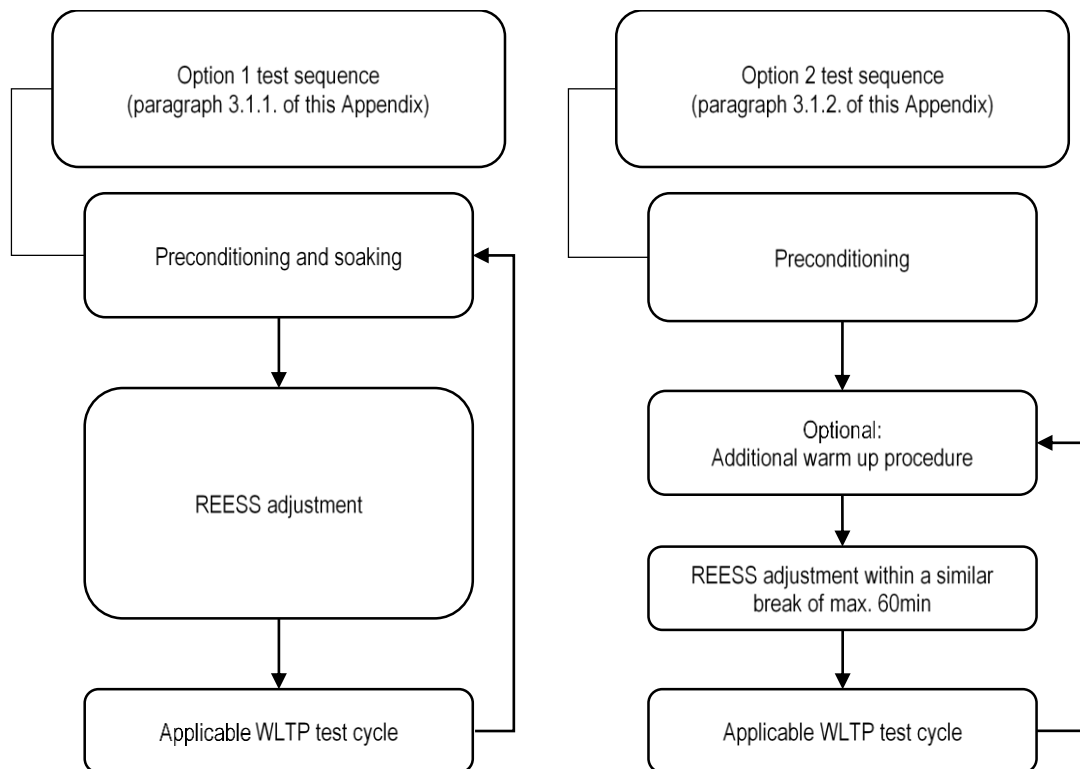 Option 1 test sequence
(paragraph 3.1.1. of this Appendix)
Preconditioning and soaking
REESS adjustment
Applicable WLTP test cycle
Option 2 test sequence
(paragraph 3.1.2. of this Appendix)
Preconditioning
Optional:
Additional warm up procedure
REESS adjustment within a similar
break of max. 60min
Applicable WLTP test cycle